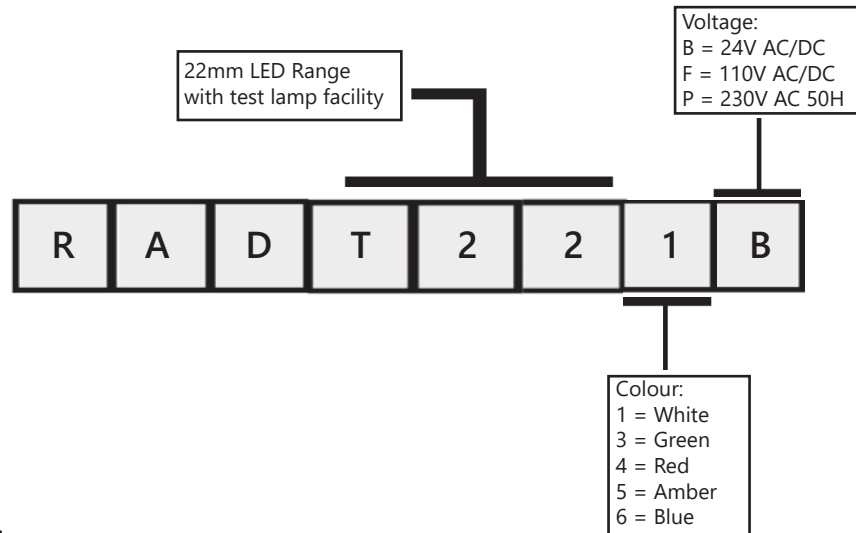 Voltage:
B = 24V AC/DC
F = 110V AC/DC
P = 230V AC 50H
22mm LED Range
with test lamp facility
R A D T 2 2 1 B
Colour:
1 = White
3 = Green
4 = Red
5 = Amber
6 = Blue